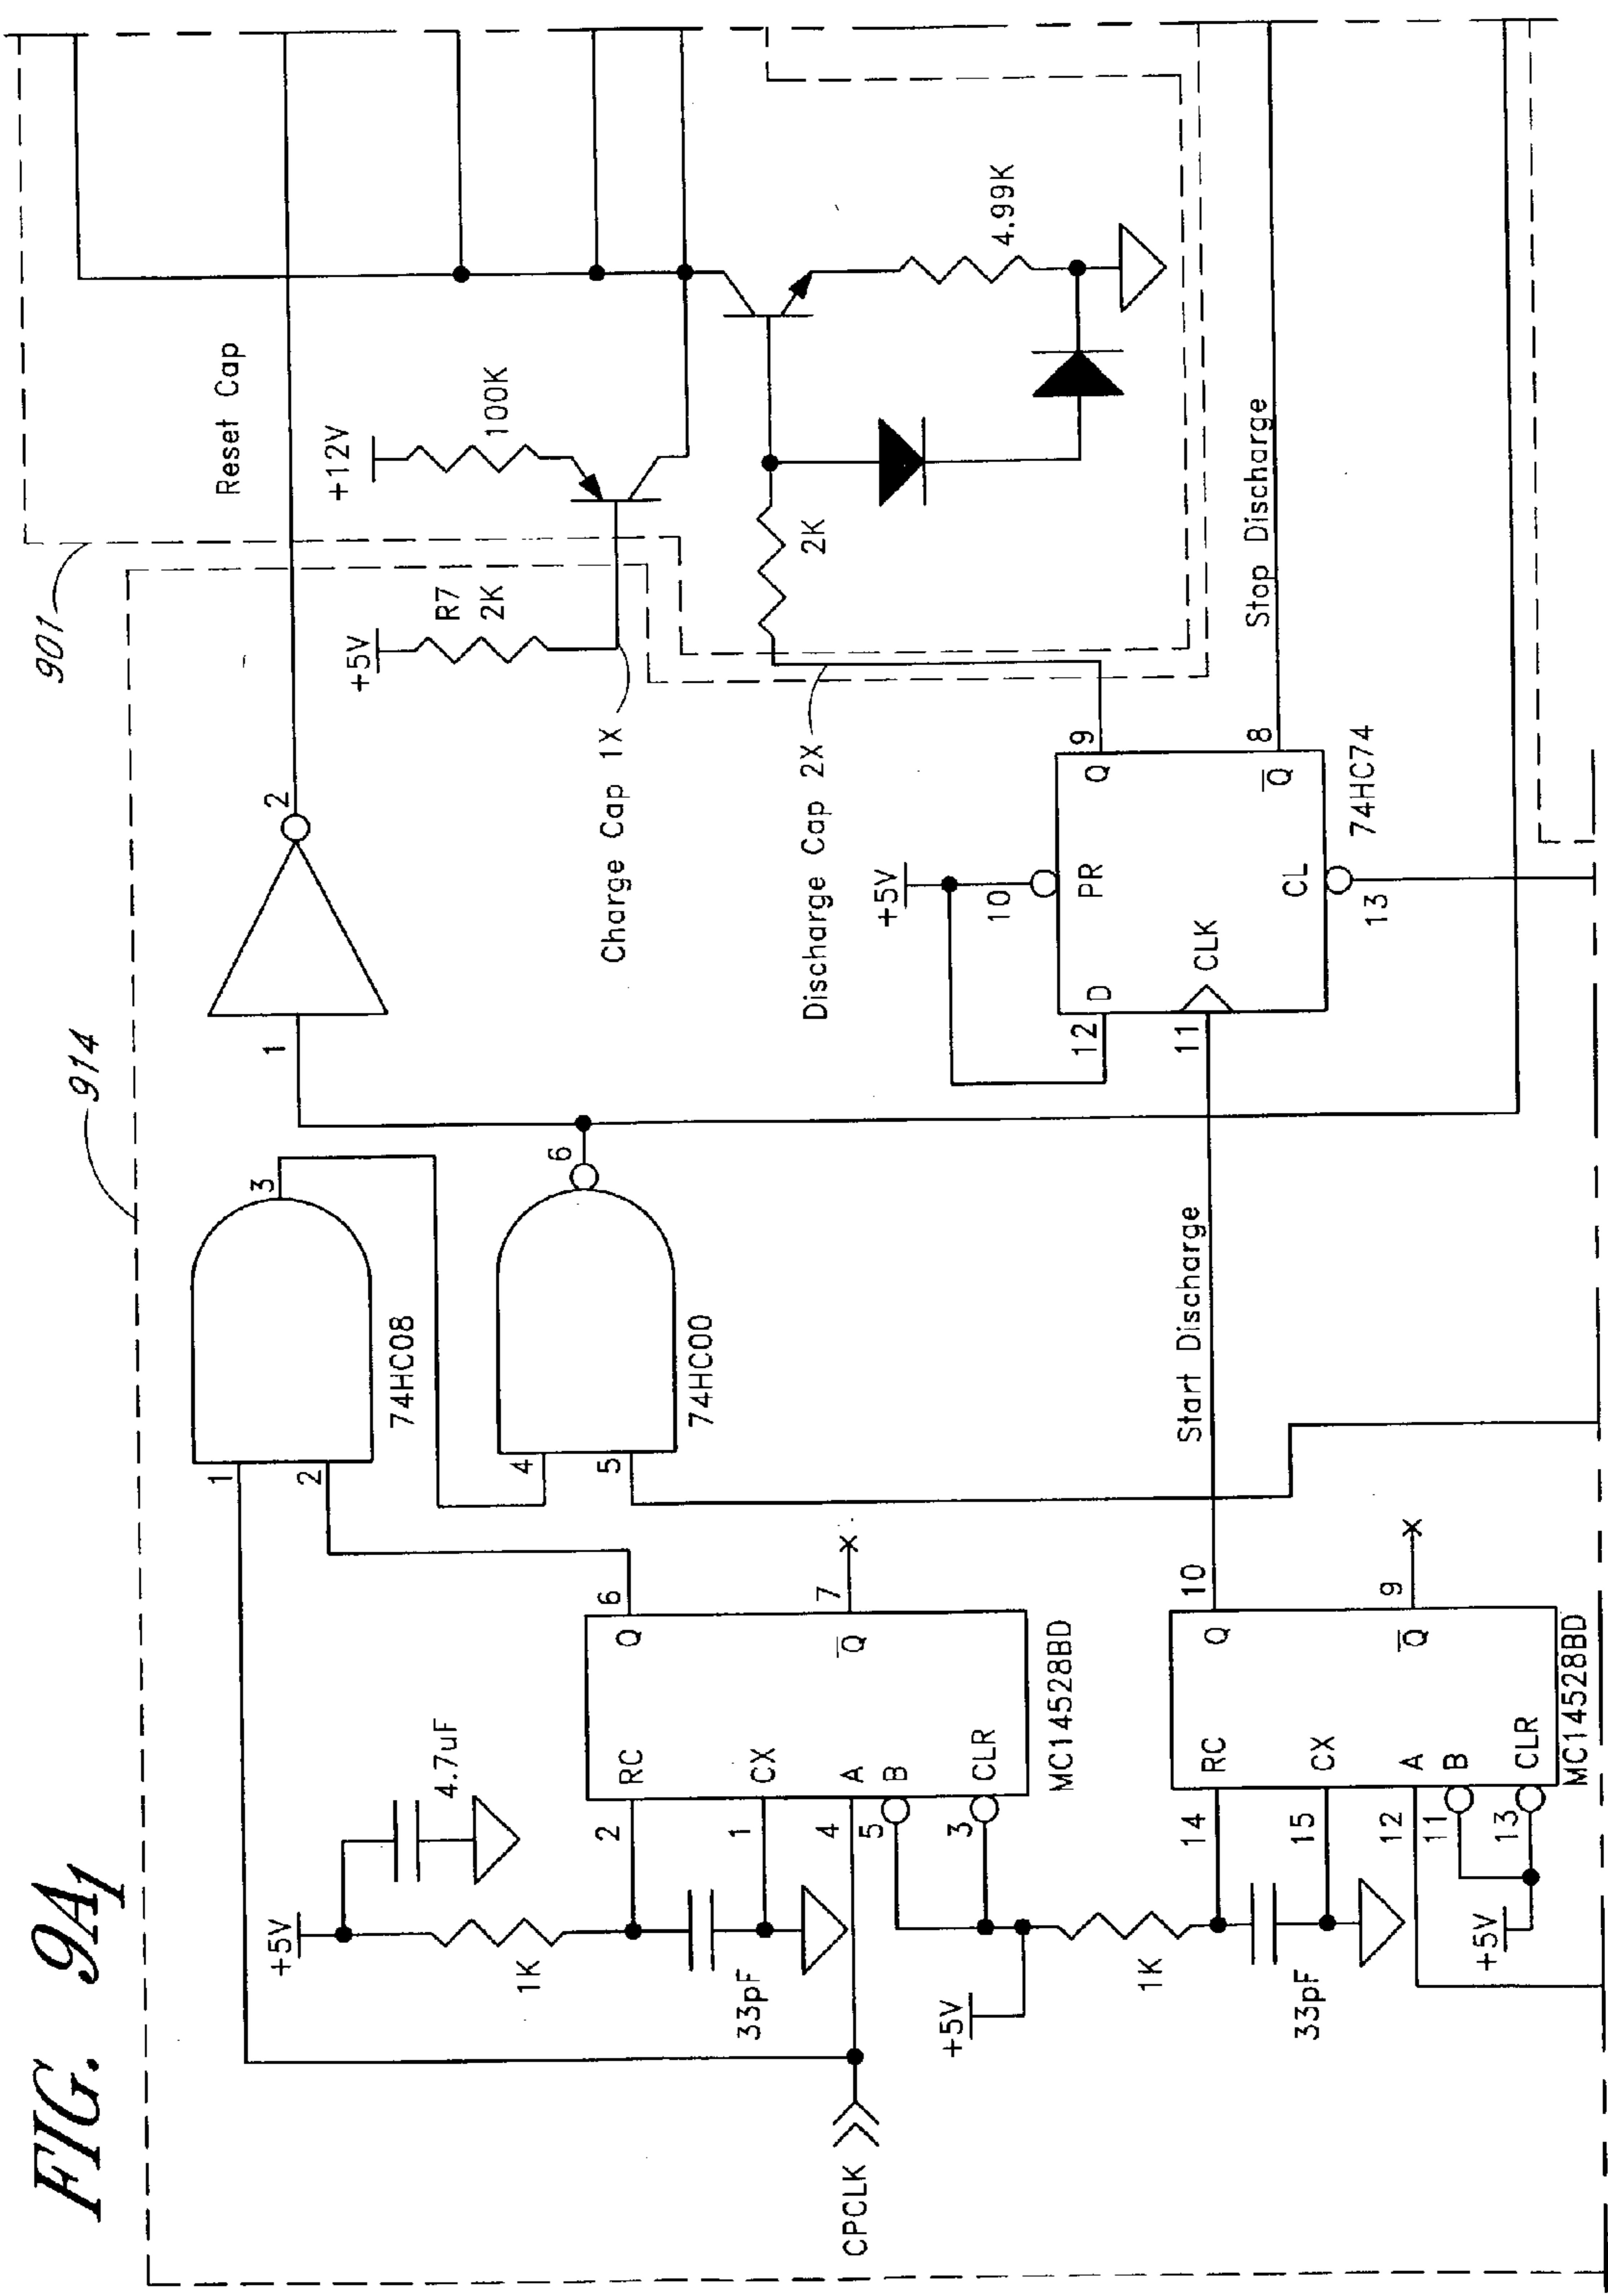 FIG. 9A1
914
901
CPCLK
+5V
4.7uF
1K
33pF
2
RC
1
CX
4
A
5
B
3
CLR
Q
6
Q
7
MC14528BD
+5V
1K
33pF
14
RC
15
CX
12
A
11
B
13
CLR
+5V
Q
10
Q
9
MC14528BD
1
2
3
74HC08
4
5
6
74HC00
1
2
Reset Cap
Start Discharge
+5V
10
PR
12
D
11
CLK
CL
13
Q
9
Q
8
74HC74
Stop Discharge
Charge Cap 1X
Discharge Cap 2X
+5V
R7
2K
+12V
100K
2K
4.99K